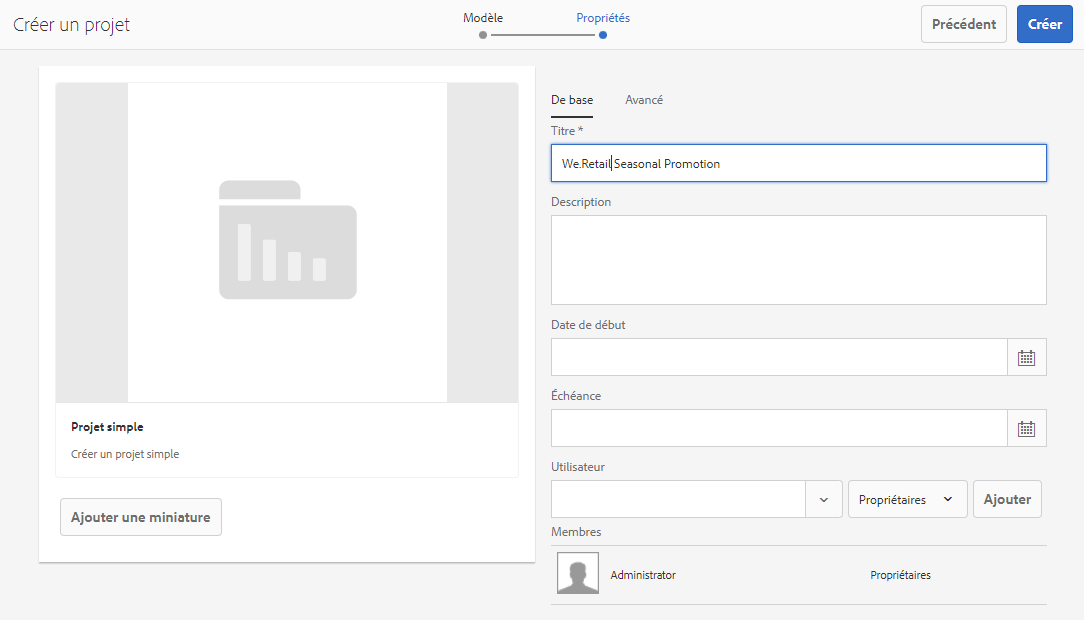 Créer un projet
Modèle
Propriétés
Précédent
Créer
Projet simple
Créer un projet simple
Ajouter une miniature
De base
Avancé
Titre *
We.Retail Seasonal Promotion
Description
Date de début
Échéance
Utilisateur
Propriétaires
Ajouter
Membres
Administrator
Propriétaires